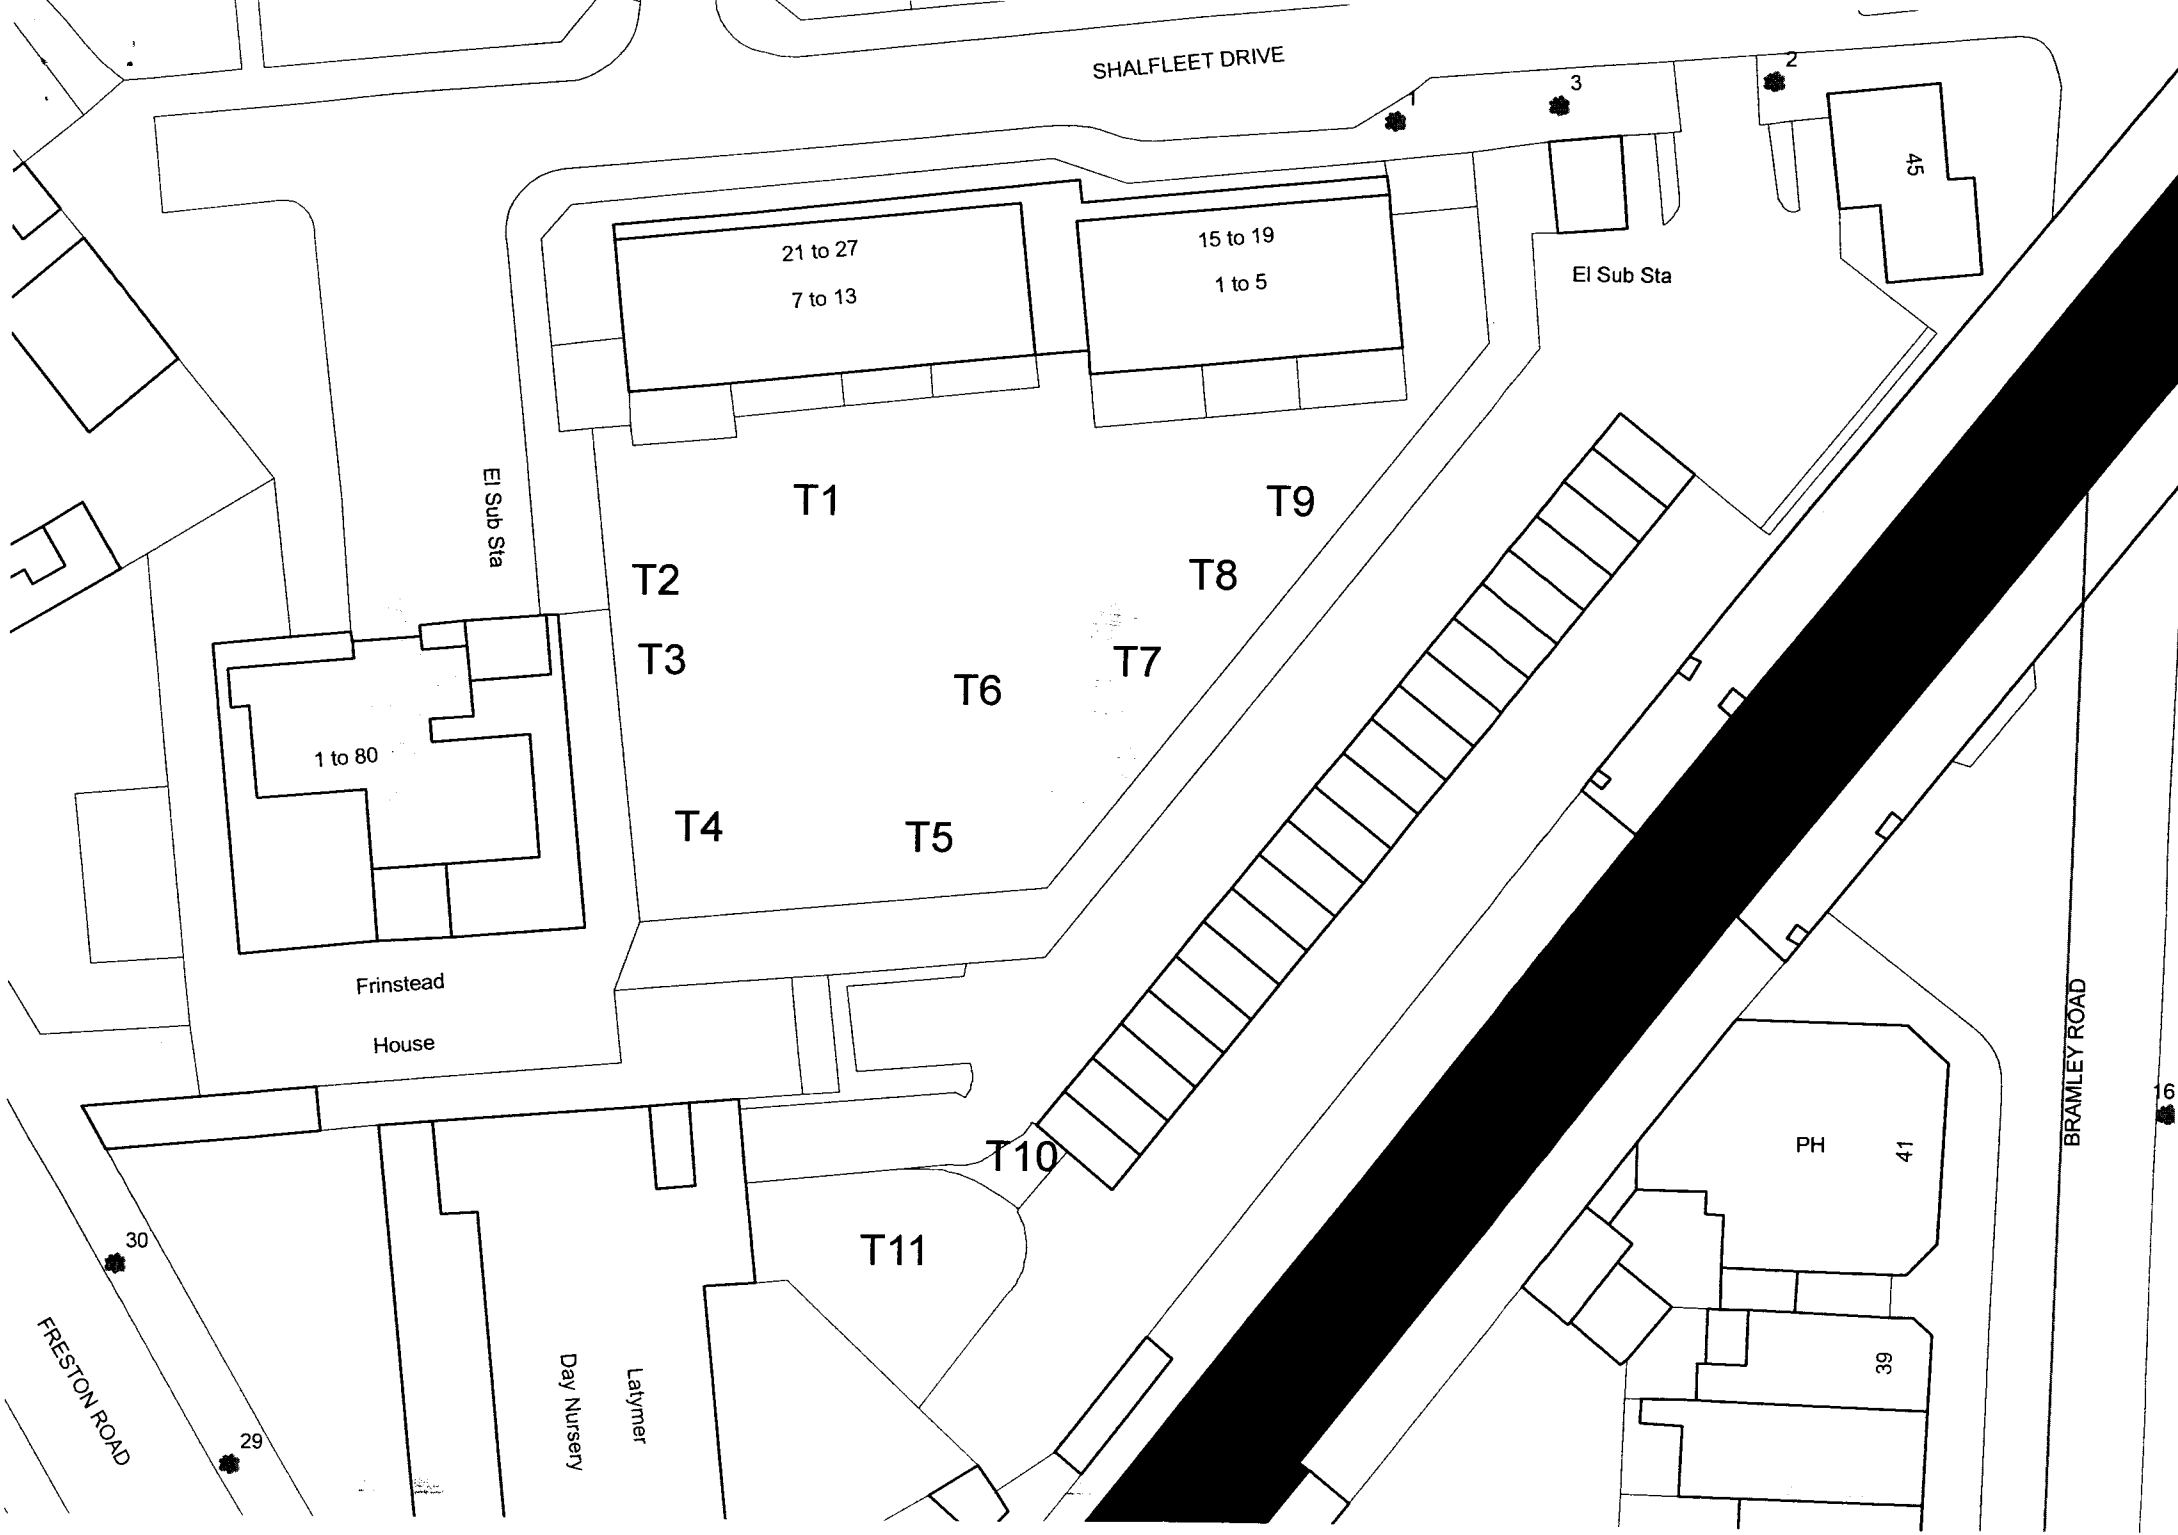 SHALFLEET DRIVE
2
3
1
45
21 to 27
15 to 19
7 to 13
1 to 5
El Sub Sta
El Sub Sta
T1
T9
T2
T8
T3
T7
T6
1 to 80
T4
T5
Frinstead
House
BRAMLEY ROAD
16
PH
41
T10
T11
30
29
FRESTON ROAD
Latymer
Day Nursery
39